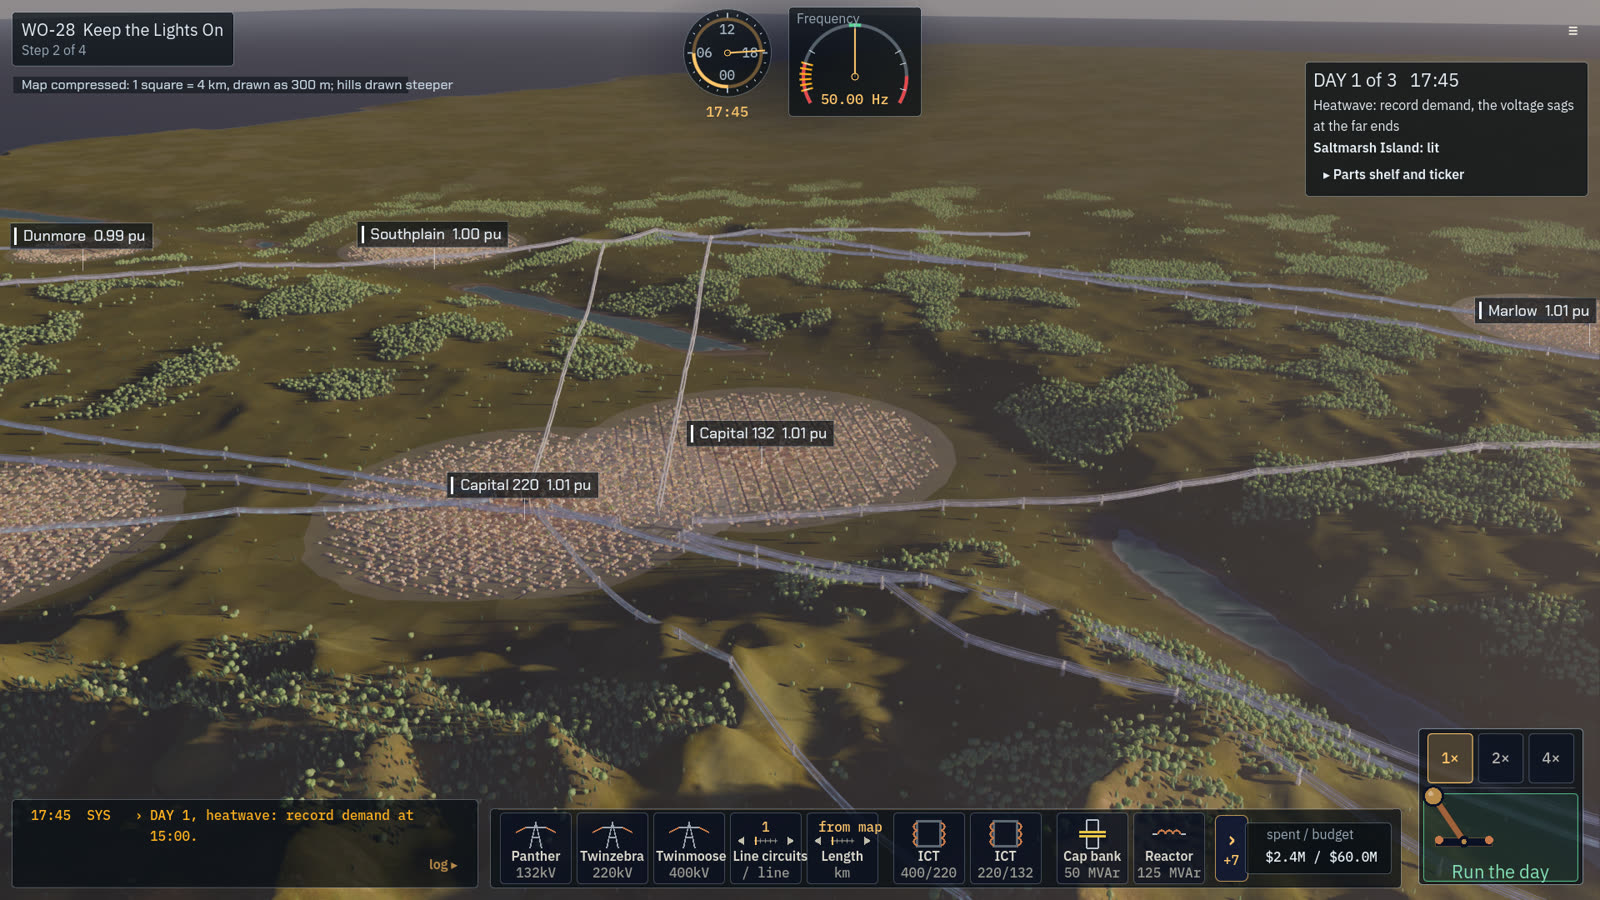 WO-28 Keep the Lights On
Step 2 of 4
Map compressed: 1 square = 4 km, drawn as 300 m; hills drawn steeper
12
06
18
00
17:45
Frequency
50.00 Hz
≡
DAY 1 of 3 17:45
Heatwave: record demand, the voltage sags
at the far ends
Saltmarsh Island: lit
▸ Parts shelf and ticker
Dunmore 0.99 pu
Southplain 1.00 pu
Marlow 1.01 pu
Capital 132 1.01 pu
Capital 220 1.01 pu
17:45 SYS › DAY 1, heatwave: record demand at
15:00.
log ▸
Panther
132kV
Twinzebra
220kV
Twinmoose
400kV
1
Line circuits
/ line
from map
Length
km
ICT
400/220
ICT
220/132
Cap bank
50 MVAr
Reactor
125 MVAr
›
+7
spent / budget
$2.4M / $60.0M
1×
2×
4×
Run the day